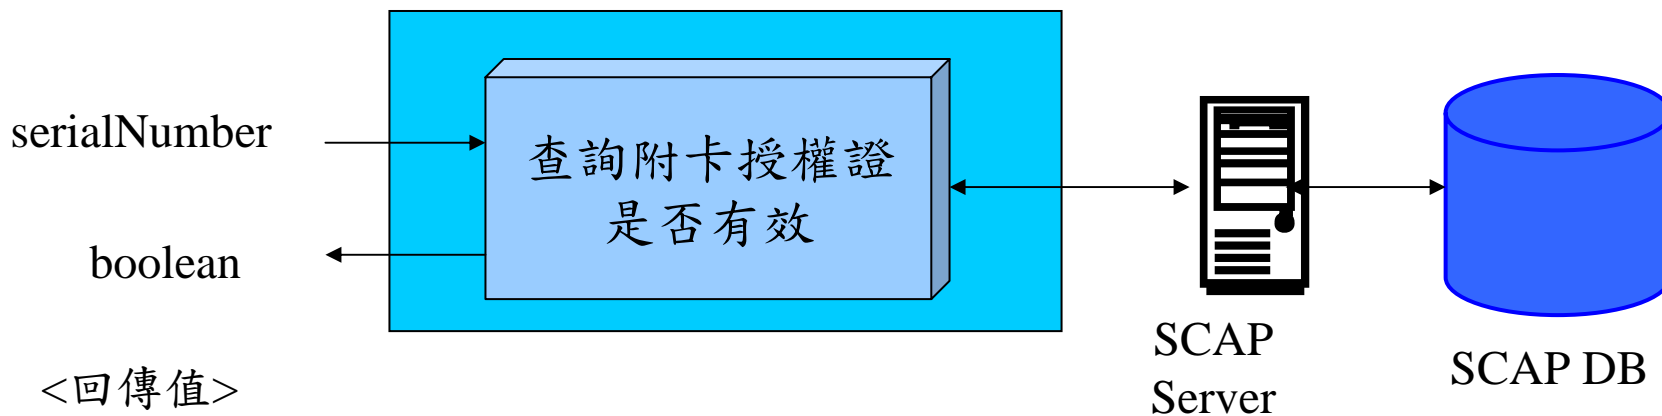 serialNumber
查詢附卡授權證
是否有效
boolean
SCAP
Server
SCAP DB
<回傳值>